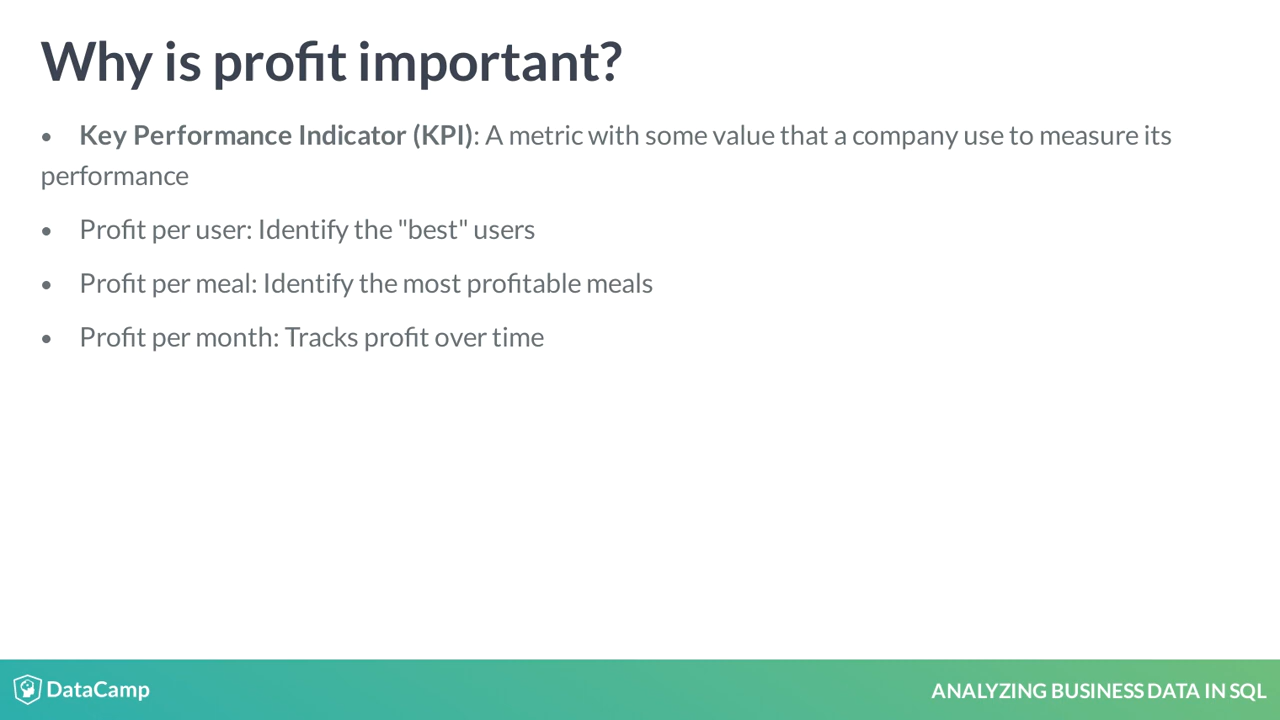 Why is profit important?
• Key Performance Indicator (KPI): A metric with some value that a company use to measure its
performance
• Profit per user: Identify the "best" users
• Profit per meal: Identify the most profitable meals
• Profit per month: Tracks profit over time
DataCamp
ANALYZING BUSINESS DATA IN SQL